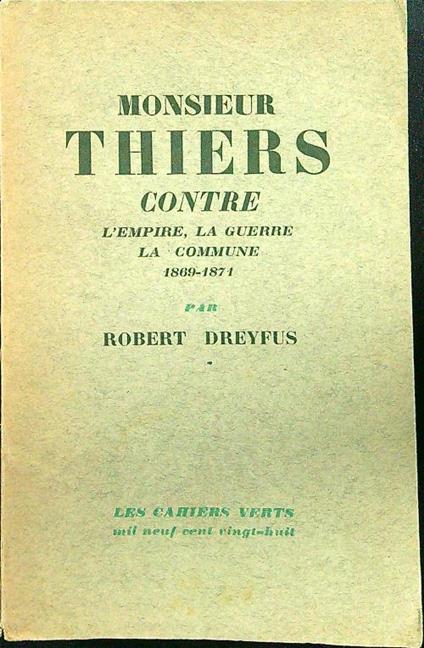 MONSIEUR
THIERS
CONTRE
L'EMPIRE, LA GUERRE
LA COMMUNE
1869-1871
PAR
ROBERT DREYFUS
LES CAHIERS VERTS
mil neuf cent vingt-huit